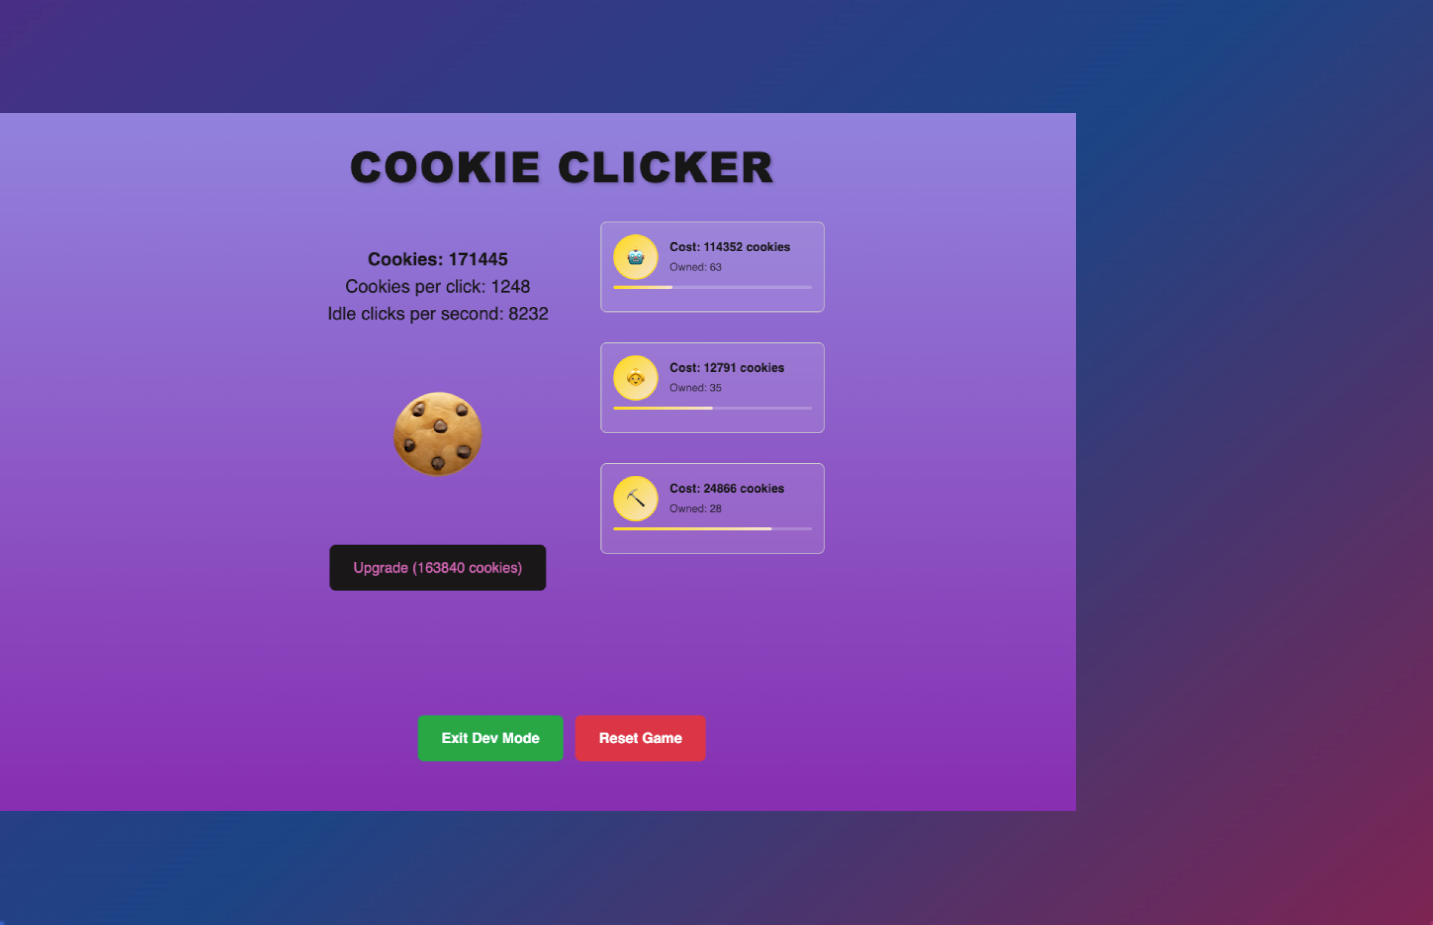 COOKIE CLICKER
Cookies: 171445
Cookies per click: 1248
Idle clicks per second: 8232
Upgrade (163840 cookies)
Cost: 114352 cookies
Owned: 63
Cost: 12791 cookies
Owned: 35
Cost: 24866 cookies
Owned: 28
Exit Dev Mode
Reset Game